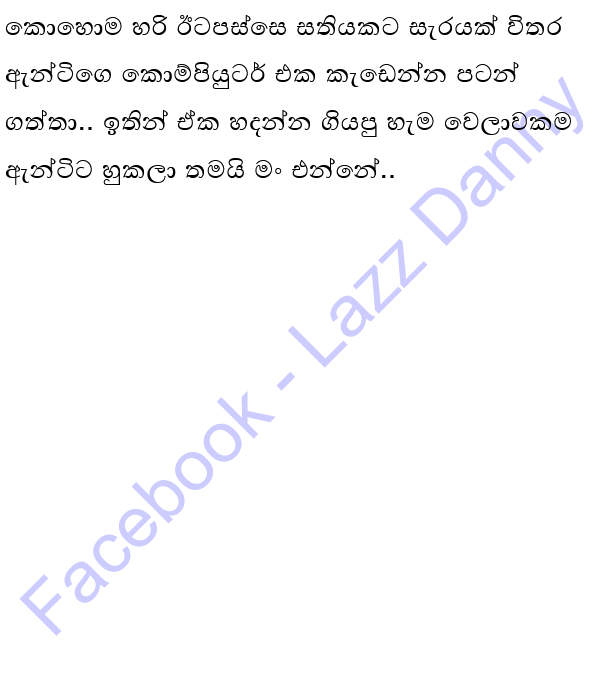 කොහොම හරි ඊටපස්සෙ සතියකට සැරයක් විතර
ඇන්ටිගෙ කොම්පියුටර් එක කැඩෙන්න පටන්
ගත්තා.. ඉතින් ඒක හදන්න ගියපු හැම වෙලාවකම
ඇන්ටිට හුකලා තමයි මං එන්නේ..
Facebook - Lazz Danny